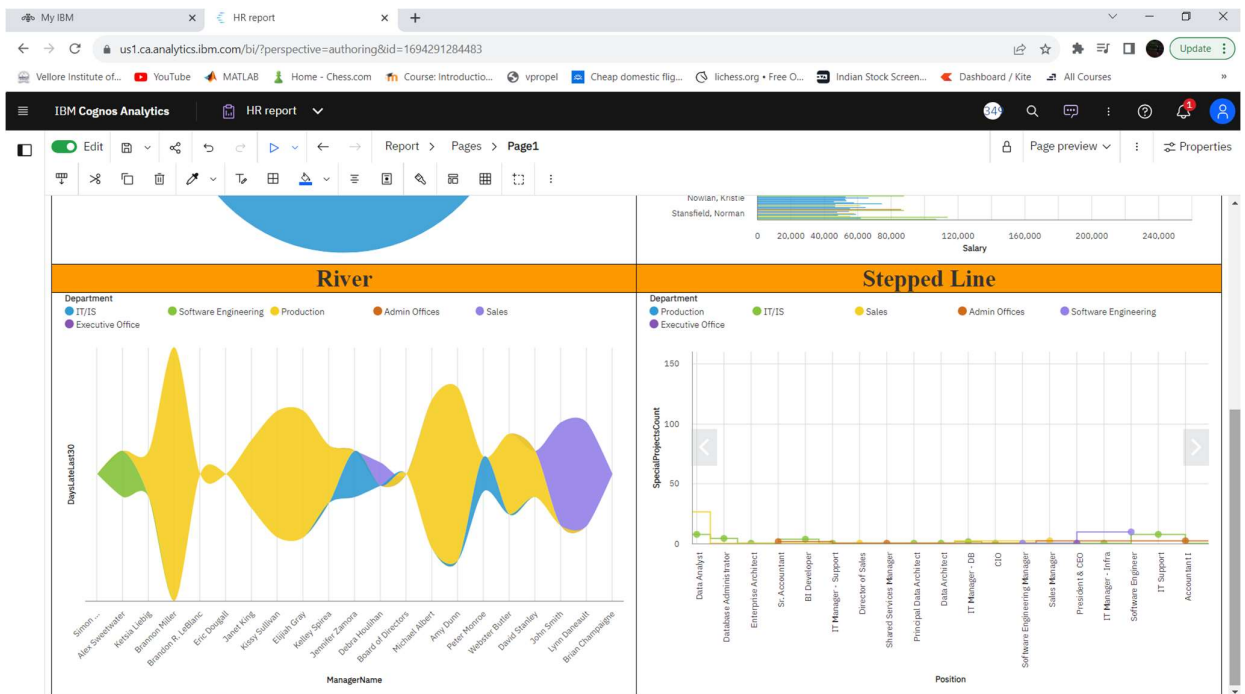 My IBM
HR report
us1.ca.analytics.ibm.com/bi/?perspective=authoring&id=1694291284483
Update
Vellore Institute of... YouTube MATLAB Home - Chess.com Course: Introductio... vpropel Cheap domestic flig... lichess.org • Free O... Indian Stock Screen... Dashboard / Kite All Courses »
IBM Cognos Analytics HR report 349 1
Edit Report > Pages > Page1 Page preview Properties
Nowlan, Kristie
Stansfield, Norman
0 20,000 40,000 60,000 80,000 120,000 160,000 200,000 240,000
Salary
River
Department
IT/IS Software Engineering Production Admin Offices Sales
Executive Office
DaysLateLast30
Simon ...
Alex Sweetwater
Ketsia Liebig
Brannon Miller
Brandon R. LeBlanc
Eric Dougall
Janet King
Kissy Sullivan
Elijiah Gray
Kelley Spirea
Jennifer Zamora
Debra Houlihan
Board of Directors
Michael Albert
Amy Dunn
Peter Monroe
Webster Butler
David Stanley
John Smith
Lynn Daneault
Brian Champaigne
ManagerName
Stepped Line
Department
Production IT/IS Sales Admin Offices Software Engineering
Executive Office
SpecialProjectsCount
150
100
50
0
Data Analyst
Database Administrator
Enterprise Architect
Sr. Accountant
BI Developer
IT Manager - Support
Director of Sales
Shared Services Manager
Principal Data Architect
Data Architect
IT Manager - DB
CIO
Software Engineering Manager
Sales Manager
President & CEO
IT Manager - Infra
Software Engineer
IT Support
Accountant I
Position